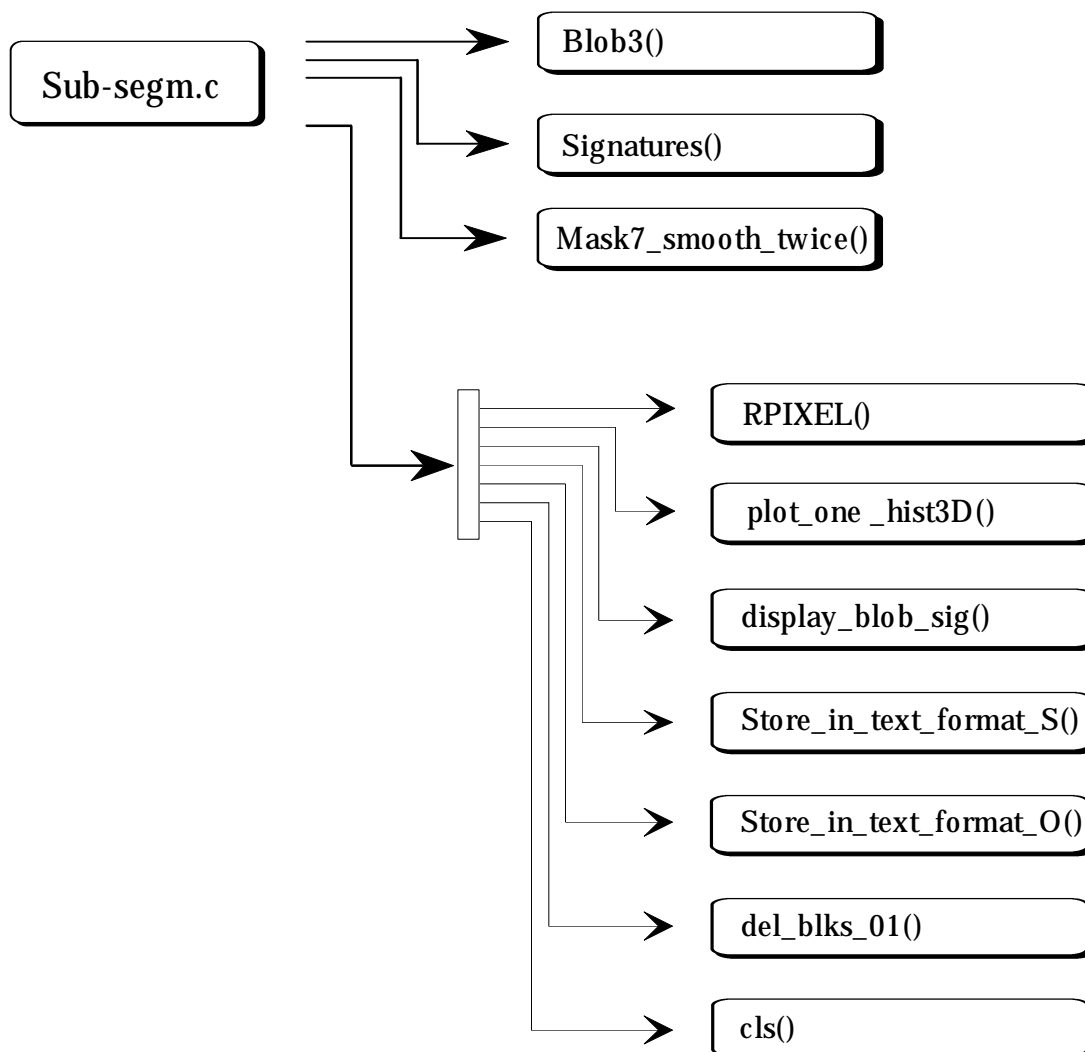 Sub-segm.c
Blob3()
Signatures()
Mask7_smooth_twice()
RPIXEL()
plot_one _hist3D()
display_blob_sig()
Store_in_text_format_S()
Store_in_text_format_O()
del_blks_01()
cls()